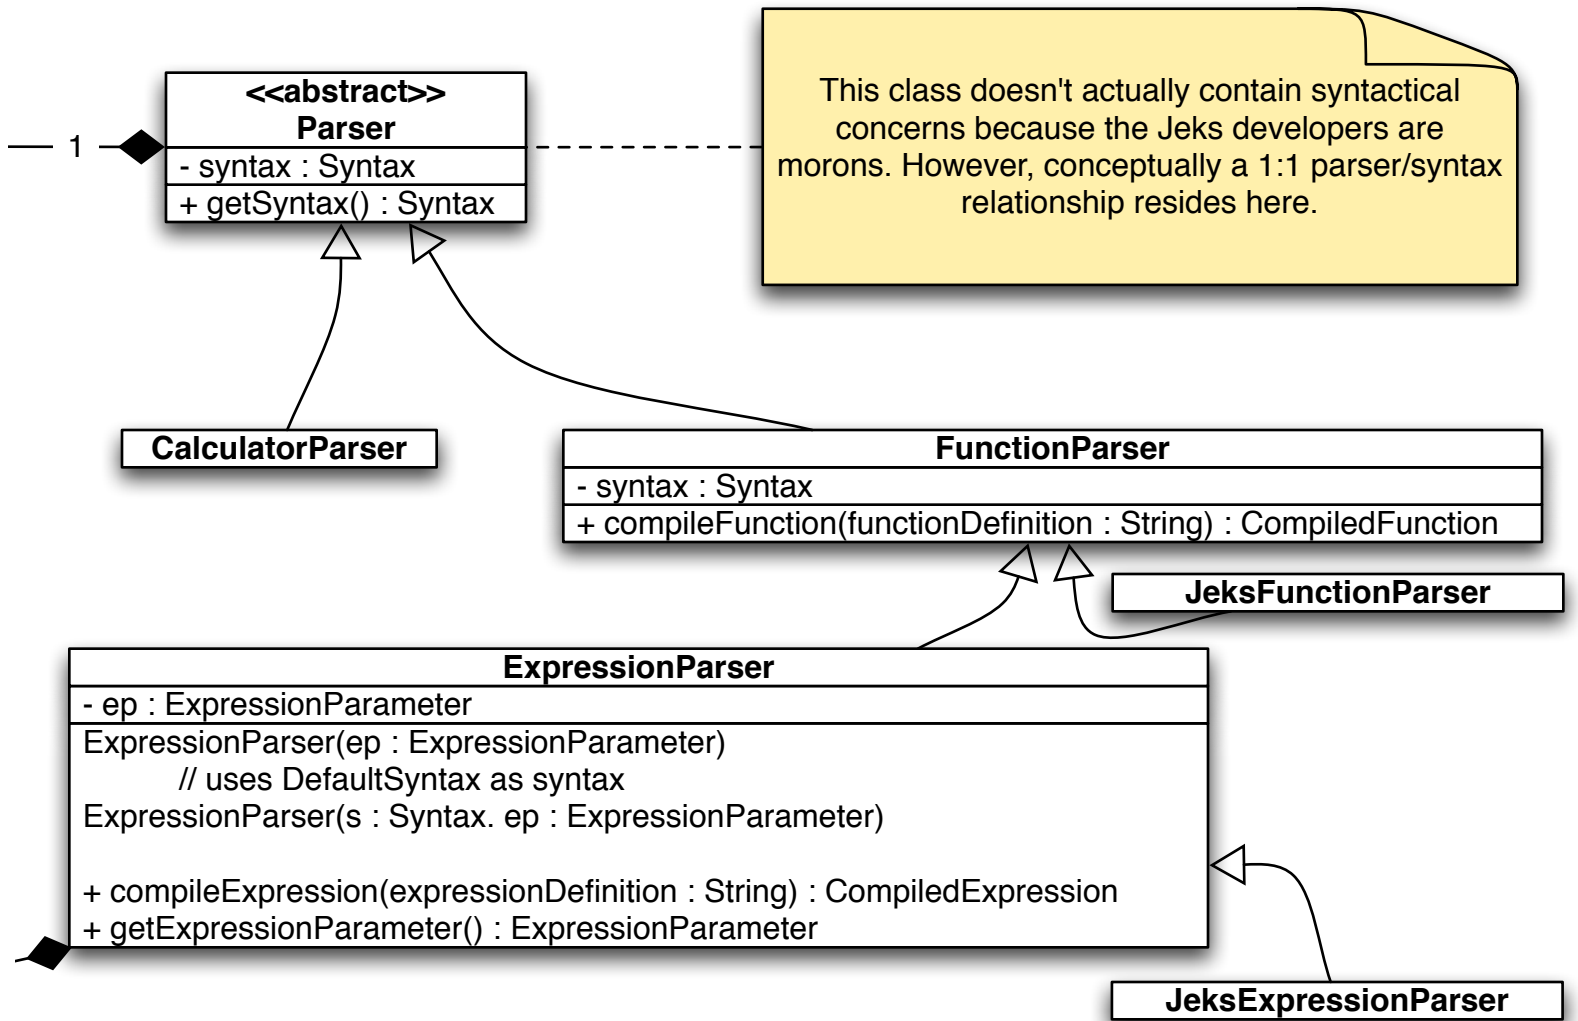 <<abstract>>
Parser
1
- syntax : Syntax
+ getSyntax() : Syntax
This class doesn't actually contain syntactical
concerns because the Jeks developers are
morons. However, conceptually a 1:1 parser/syntax
relationship resides here.
CalculatorParser
FunctionParser
- syntax : Syntax
+ compileFunction(functionDefinition : String) : CompiledFunction
JeksFunctionParser
ExpressionParser
- ep : ExpressionParameter
ExpressionParser(ep : ExpressionParameter)
// uses DefaultSyntax as syntax
ExpressionParser(s : Syntax. ep : ExpressionParameter)
+ compileExpression(expressionDefinition : String) : CompiledExpression
+ getExpressionParameter() : ExpressionParameter
JeksExpressionParser